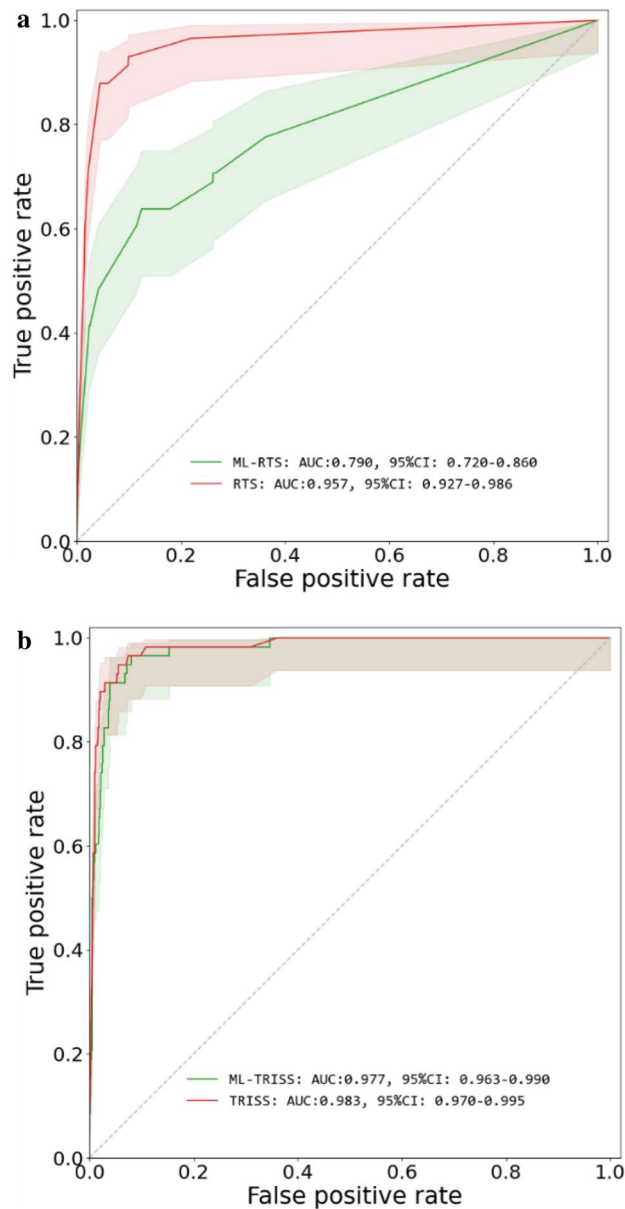 a
1.0
0.8
0.6
0.4
0.2
0.0
True positive rate
ML-RTS: AUC:0.790, 95%CI: 0.720-0.860
RTS: AUC:0.957, 95%CI: 0.927-0.986
0.0 0.2 0.4 0.6 0.8 1.0
False positive rate
b
1.0
0.8
0.6
0.4
0.2
0.0
True positive rate
ML-TRISS: AUC:0.977, 95%CI: 0.963-0.990
TRISS: AUC:0.983, 95%CI: 0.970-0.995
0.0 0.2 0.4 0.6 0.8 1.0
False positive rate